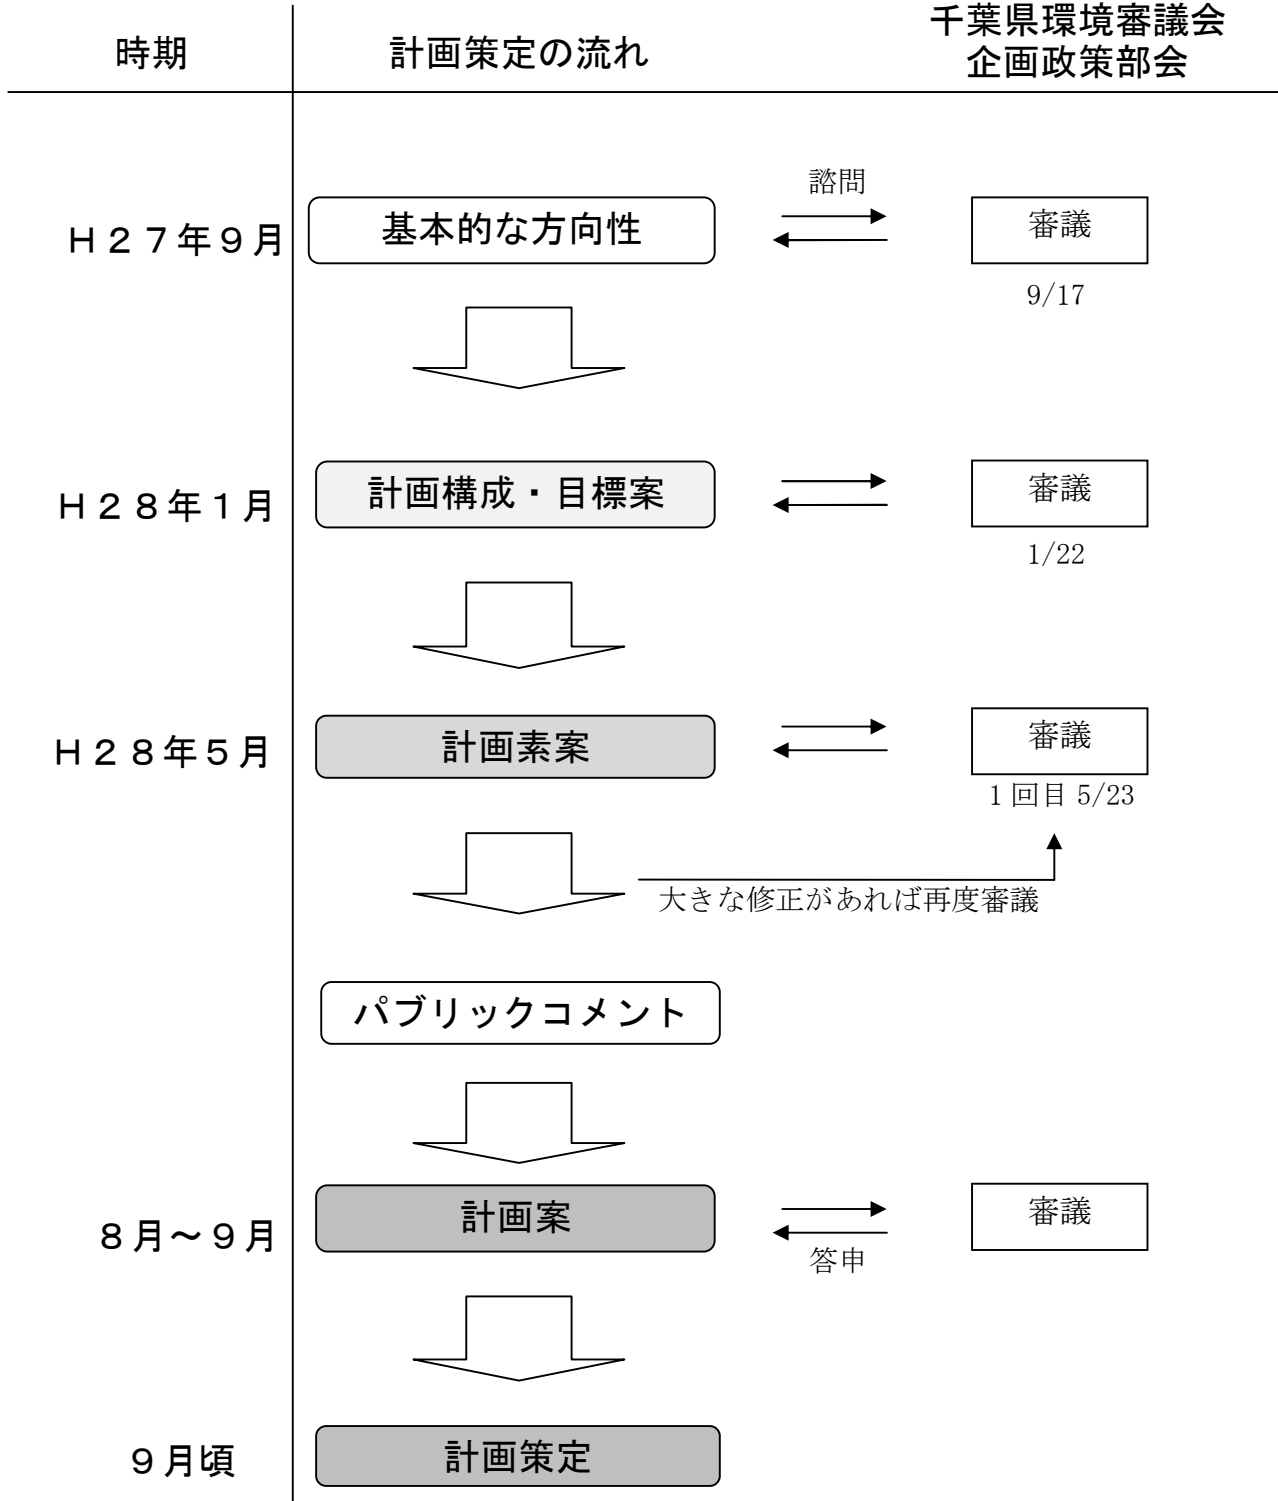 時期
計画策定の流れ
千葉県環境審議会
企画政策部会
諮問
H27年9月
基本的な方向性
審議
9/17
H28年1月
計画構成・目標案
審議
1/22
H28年5月
計画素案
審議
1回目 5/23
大きな修正があれば再度審議
パブリックコメント
8月~9月
計画案
審議
答申
9月頃
計画策定